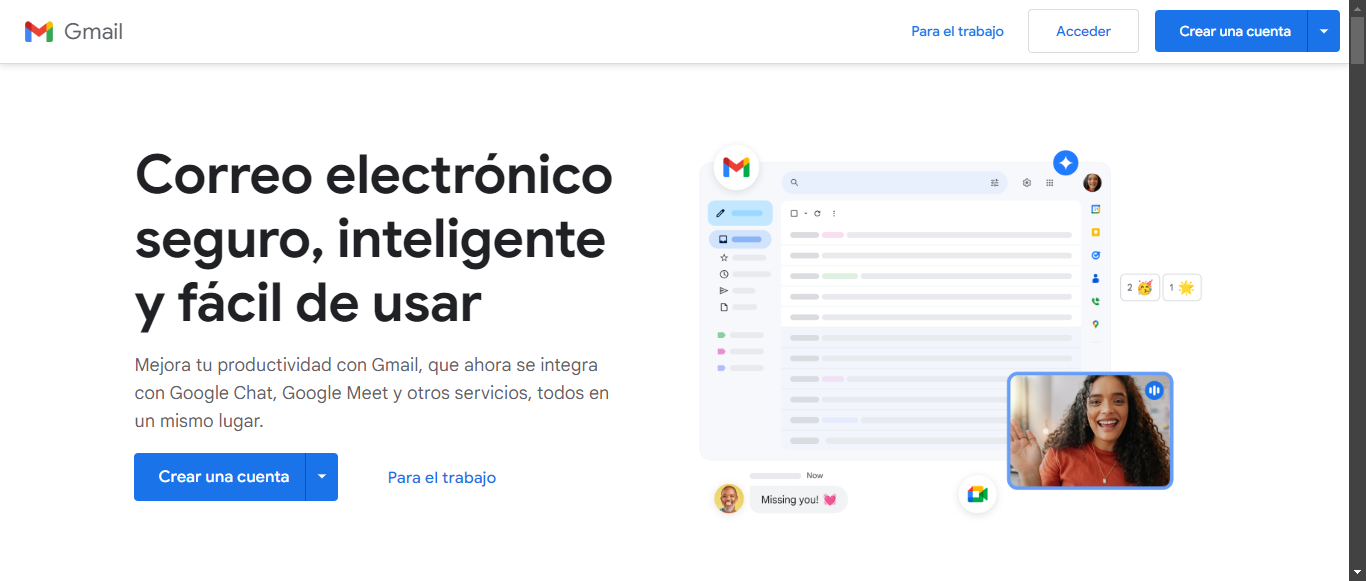 Gmail
Para el trabajo
Acceder
Crear una cuenta
Correo electrónico
seguro, inteligente
y fácil de usar
Mejora tu productividad con Gmail, que ahora se integra
con Google Chat, Google Meet y otros servicios, todos en
un mismo lugar.
Crear una cuenta
Para el trabajo
2 🥳 1 🌟
Now
Missing you! 💓